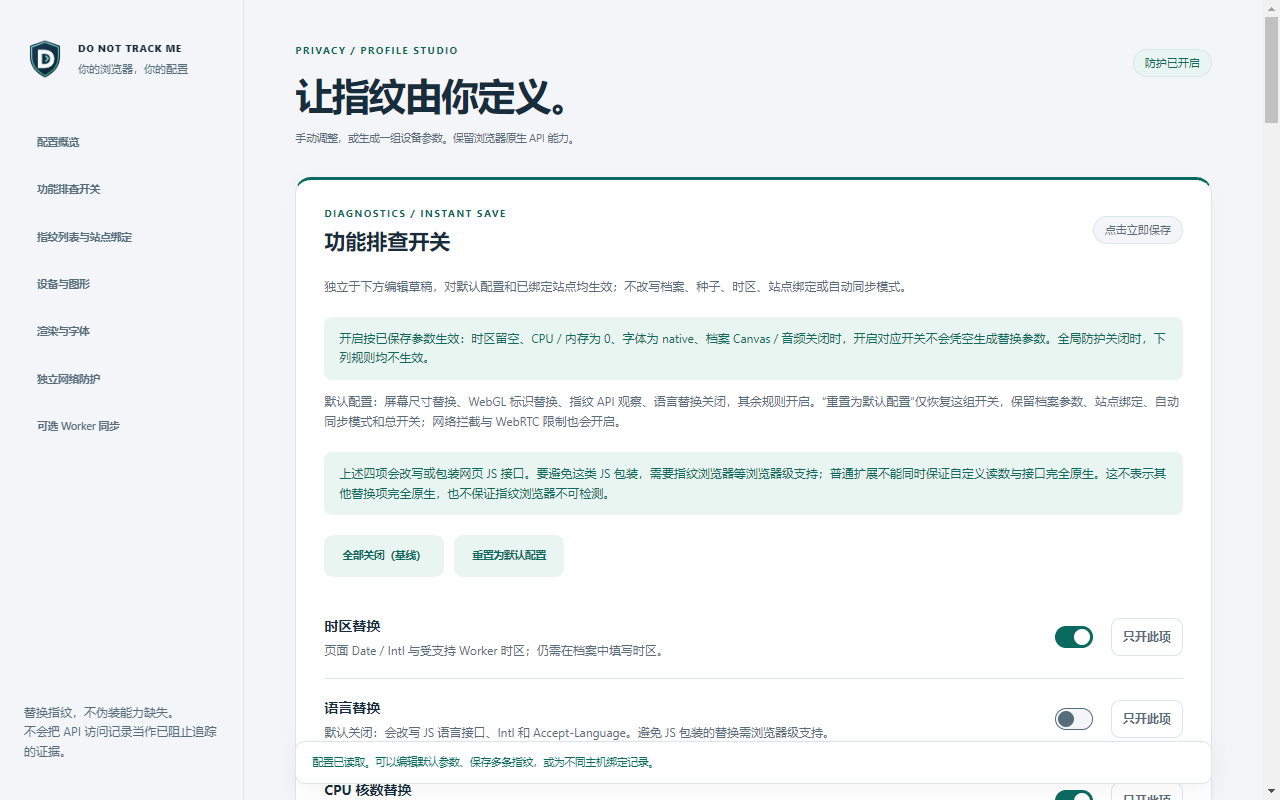 DO NOT TRACK ME
你的浏览器，你的配置
配置概览
功能排查开关
指纹列表与站点绑定
设备与图形
渲染与字体
独立网络防护
可选 Worker 同步
替换指纹，不伪装能力缺失。
不会把 API 访问记录当作已阻止追踪
的证据。
PRIVACY / PROFILE STUDIO
防护已开启
让指纹由你定义。
手动调整，或生成一组设备参数。保留浏览器原生 API 能力。
DIAGNOSTICS / INSTANT SAVE
功能排查开关
点击立即保存
独立于下方编辑草稿，对默认配置和已绑定站点均生效；不改写档案、种子、时区、站点绑定或自动同步模式。
开启按已保存参数生效：时区留空、CPU / 内存为 0、字体为 native、档案 Canvas / 音频关闭时，开启对应开关不会凭空生成替换参数。全局防护关闭时，下
列规则均不生效。
默认配置：屏幕尺寸替换、WebGL 标识替换、指纹 API 观察、语言替换关闭，其余规则开启。“重置为默认配置”仅恢复这组开关，保留档案参数、站点绑定、自动
同步模式和总开关；网络拦截与 WebRTC 限制也会开启。
上述四项会改写或包装网页 JS 接口。要避免这类 JS 包装，需要指纹浏览器等浏览器级支持；普通扩展不能同时保证自定义读数与接口完全原生。这不表示其
他替换项完全原生，也不保证指纹浏览器不可检测。
全部关闭（基线）
重置为默认配置
时区替换
页面 Date / Intl 与受支持 Worker 时区；仍需在档案中填写时区。
只开此项
语言替换
默认关闭：会改写 JS 语言接口、Intl 和 Accept-Language。避免 JS 包装的替换需浏览器级支持。
只开此项
配置已读取。可以编辑默认参数、保存多条指纹，或为不同主机绑定记录。
CPU 核数替换
只开此项